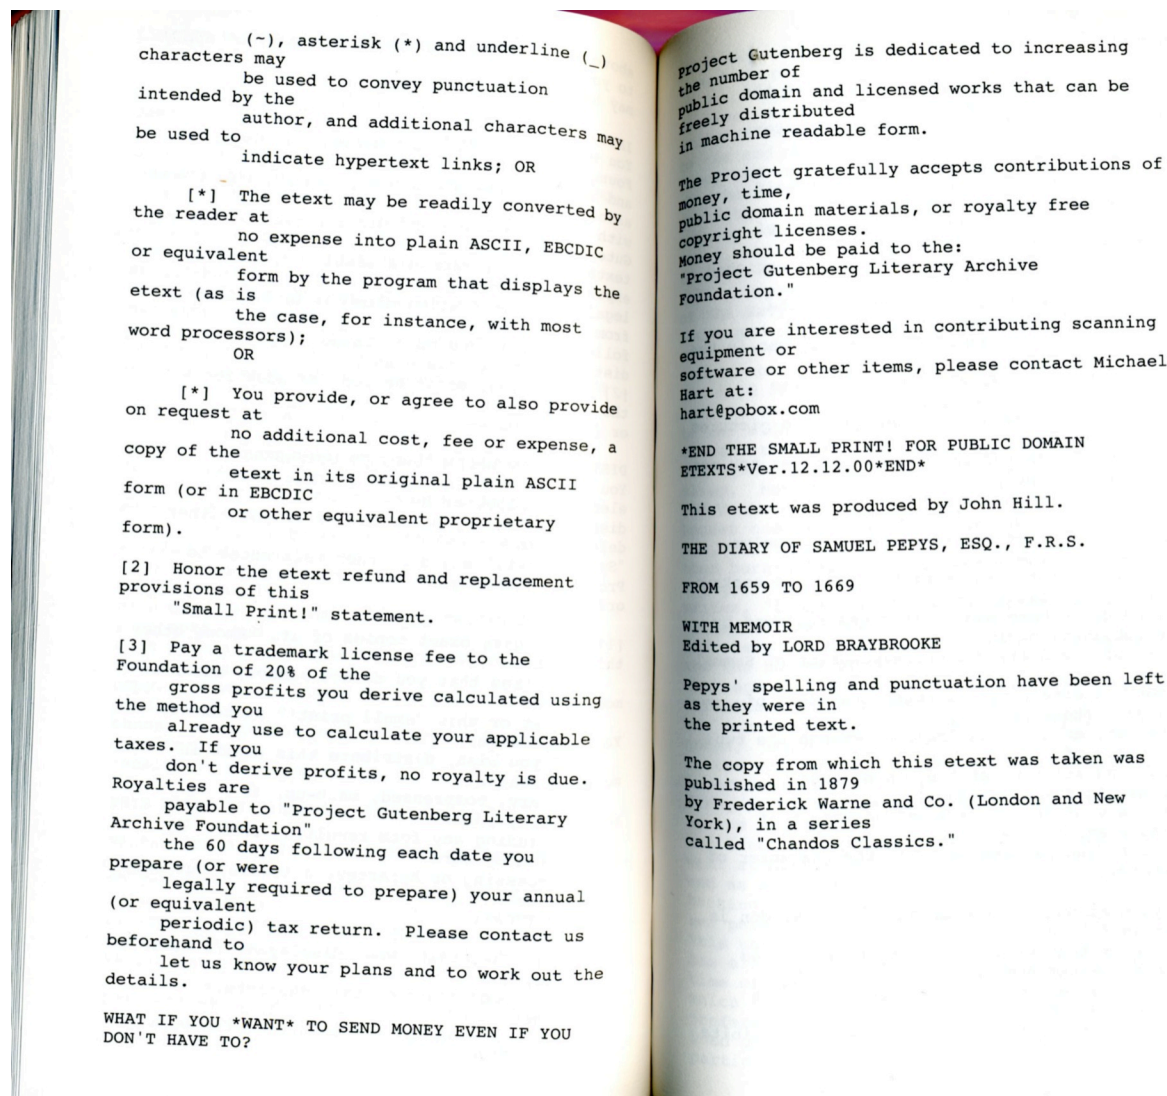 (~), asterisk (*) and underline (_)
characters may
be used to convey punctuation
intended by the
author, and additional characters may
be used to
indicate hypertext links; OR
[*]  The etext may be readily converted by
the reader at
no expense into plain ASCII, EBCDIC
or equivalent
form by the program that displays the
etext (as is
the case, for instance, with most
word processors);
OR
[*]  You provide, or agree to also provide
on request at
no additional cost, fee or expense, a
copy of the
etext in its original plain ASCII
form (or in EBCDIC
or other equivalent proprietary
form).
[2]  Honor the etext refund and replacement
provisions of this
"Small Print!" statement.
[3]  Pay a trademark license fee to the
Foundation of 20% of the
gross profits you derive calculated using
the method you
already use to calculate your applicable
taxes.  If you
don't derive profits, no royalty is due.
Royalties are
payable to "Project Gutenberg Literary
Archive Foundation"
the 60 days following each date you
prepare (or were
legally required to prepare) your annual
(or equivalent
periodic) tax return.  Please contact us
beforehand to
let us know your plans and to work out the
details.
WHAT IF YOU *WANT* TO SEND MONEY EVEN IF YOU
DON'T HAVE TO?
Project Gutenberg is dedicated to increasing
the number of
public domain and licensed works that can be
freely distributed
in machine readable form.
The Project gratefully accepts contributions of
money, time,
public domain materials, or royalty free
copyright licenses.
Money should be paid to the:
"Project Gutenberg Literary Archive
Foundation."
If you are interested in contributing scanning
equipment or
software or other items, please contact Michael
Hart at:
hart@pobox.com
*END THE SMALL PRINT! FOR PUBLIC DOMAIN
ETEXTS*Ver.12.12.00*END*
This etext was produced by John Hill.
THE DIARY OF SAMUEL PEPYS, ESQ., F.R.S.
FROM 1659 TO 1669
WITH MEMOIR
Edited by LORD BRAYBROOKE
Pepys' spelling and punctuation have been left
as they were in
the printed text.
The copy from which this etext was taken was
published in 1879
by Frederick Warne and Co. (London and New
York), in a series
called "Chandos Classics."